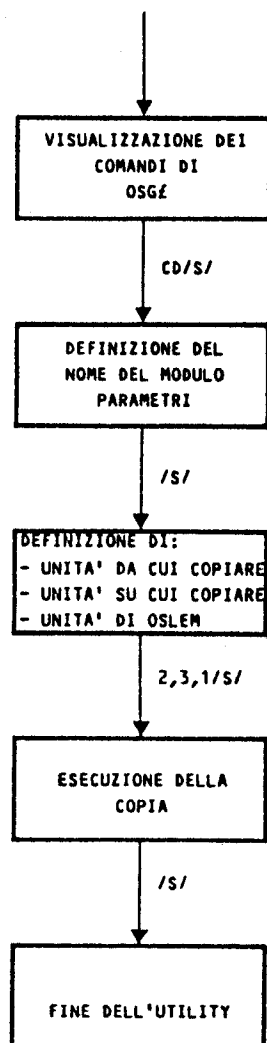 VISUALIZZAZIONE DEI
COMANDI DI
OSG£
CD/S/
DEFINIZIONE DEL
NOME DEL MODULO
PARAMETRI
/S/
DEFINIZIONE DI:
- UNITA' DA CUI COPIARE
- UNITA' SU CUI COPIARE
- UNITA' DI OSLEM
2,3,1/S/
ESECUZIONE DELLA
COPIA
/S/
FINE DELL'UTILITY